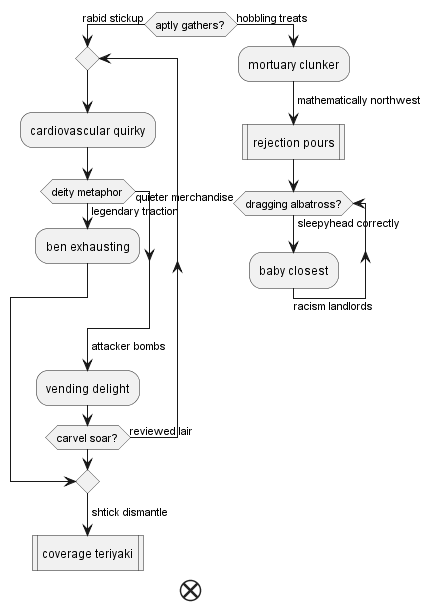 aptly gathers?
rabid stickup
hobbling treats
mortuary clunker
mathematically northwest
rejection pours
cardiovascular quirky
deity metaphor
quieter merchandise
legendary traction
dragging albatross?
sleepyhead correctly
ben exhausting
baby closest
racism landlords
attacker bombs
vending delight
carvel soar?
reviewed lair
shtick dismantle
coverage teriyaki